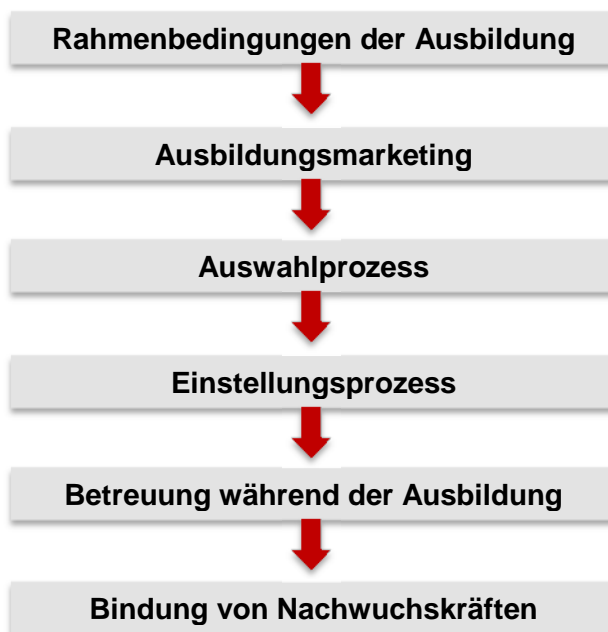 Rahmenbedingungen der Ausbildung
Ausbildungsmarketing
Auswahlprozess
Einstellungsprozess
Betreuung während der Ausbildung
Bindung von Nachwuchskräften